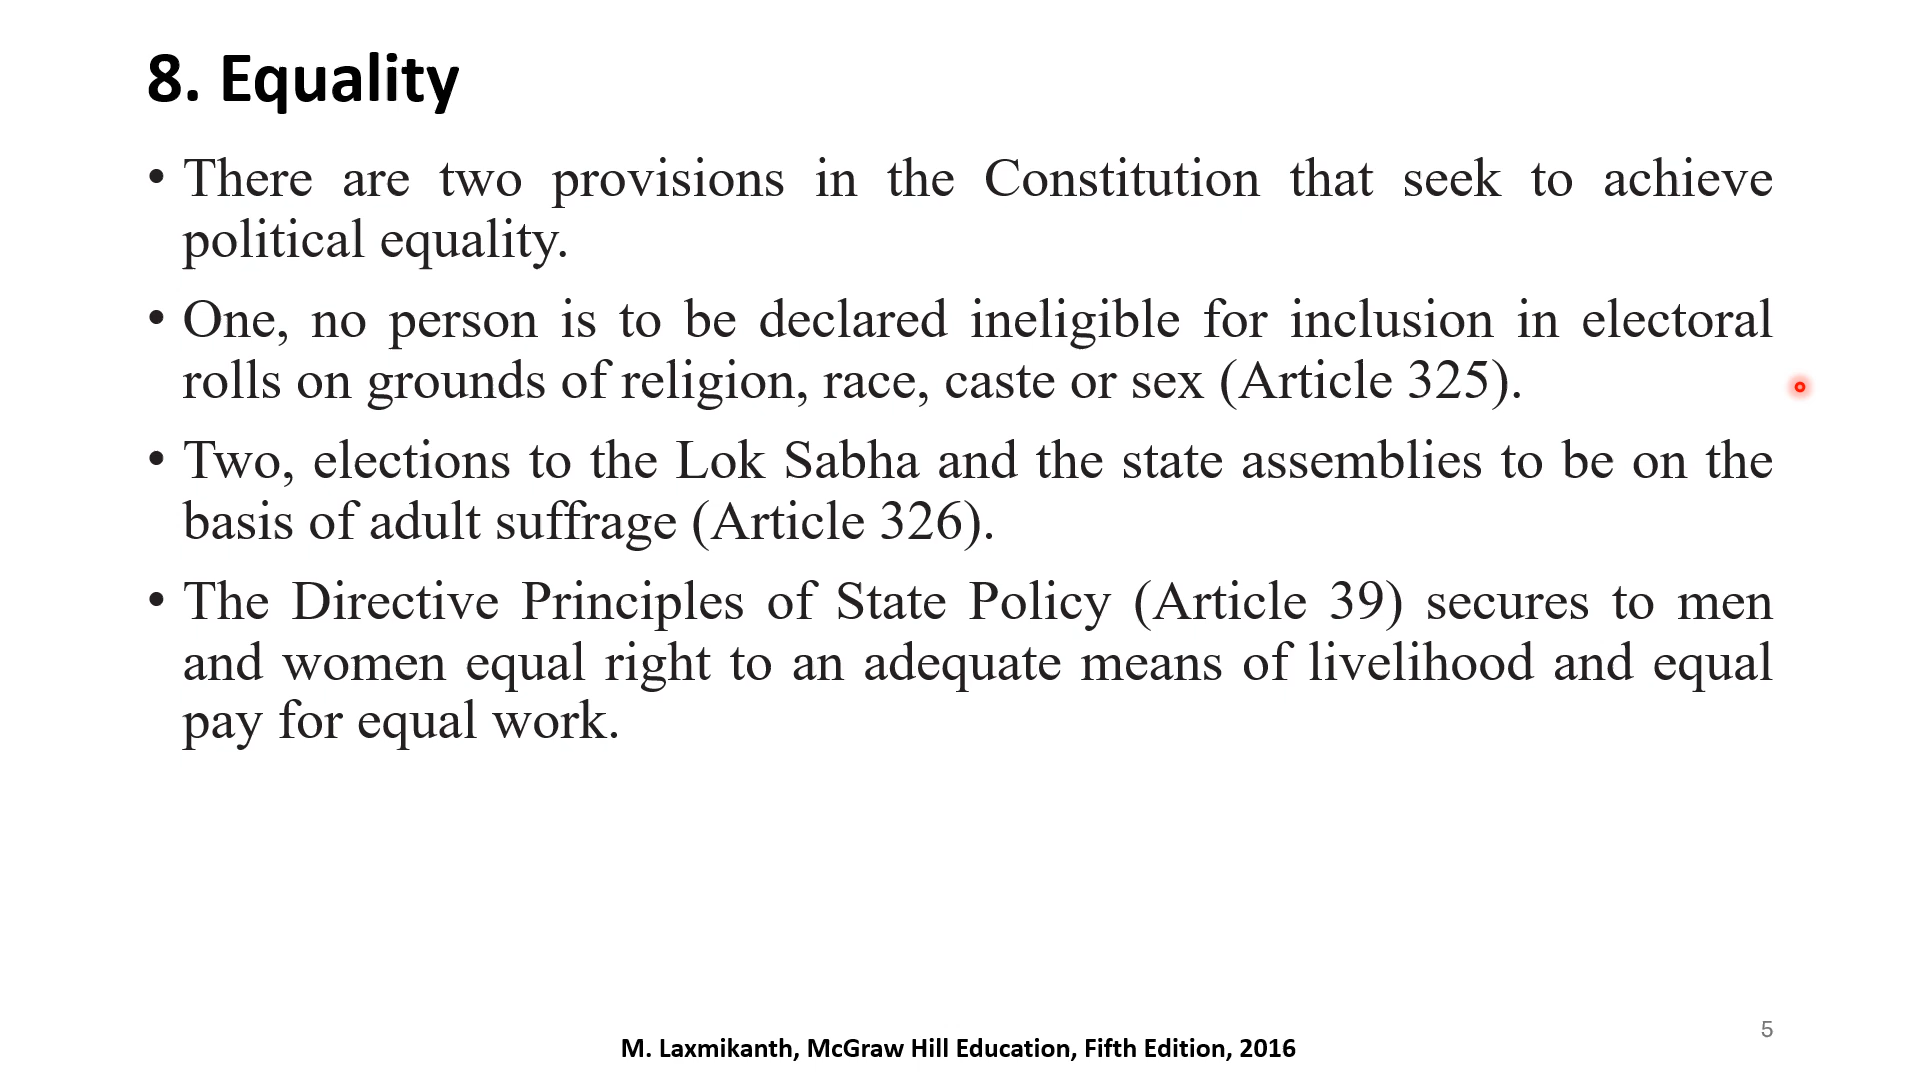 8. Equality
• There are two provisions in the Constitution that seek to achieve
political equality.
• One, no person is to be declared ineligible for inclusion in electoral
rolls on grounds of religion, race, caste or sex (Article 325).
• Two, elections to the Lok Sabha and the state assemblies to be on the
basis of adult suffrage (Article 326).
• The Directive Principles of State Policy (Article 39) secures to men
and women equal right to an adequate means of livelihood and equal
pay for equal work.
5
M. Laxmikanth, McGraw Hill Education, Fifth Edition, 2016